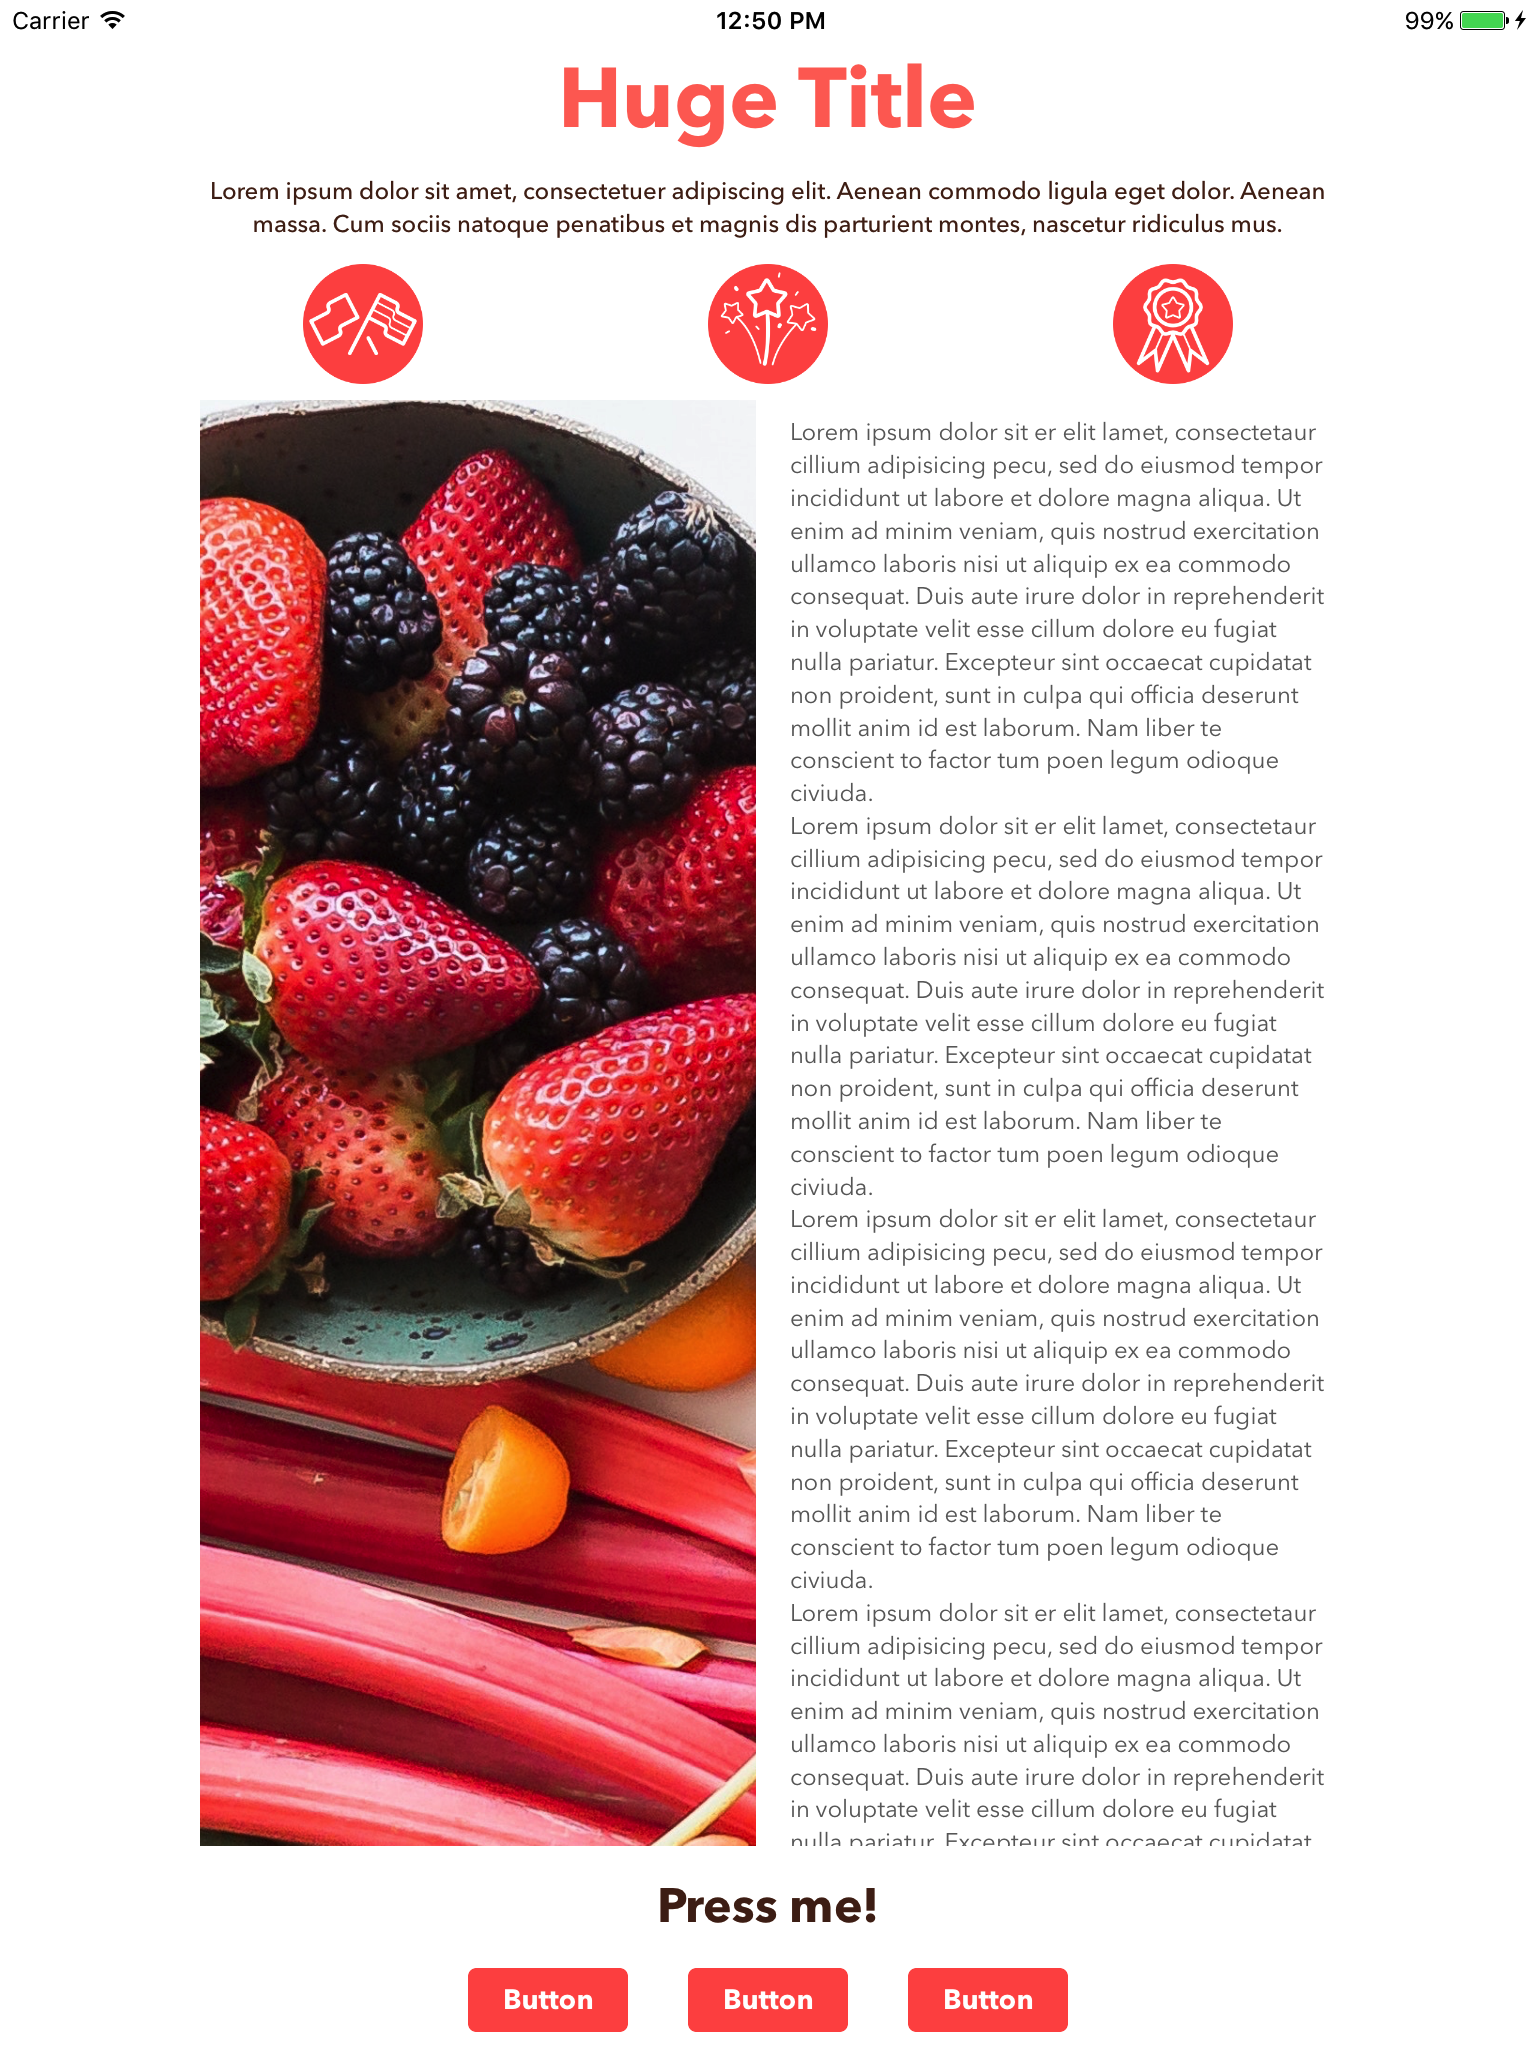 Carrier 12:50 PM 99%
Huge Title
Lorem ipsum dolor sit amet, consectetuer adipiscing elit. Aenean commodo ligula eget dolor. Aenean
massa. Cum sociis natoque penatibus et magnis dis parturient montes, nascetur ridiculus mus.
Lorem ipsum dolor sit er elit lamet, consectetaur
cillium adipisicing pecu, sed do eiusmod tempor
incididunt ut labore et dolore magna aliqua. Ut
enim ad minim veniam, quis nostrud exercitation
ullamco laboris nisi ut aliquip ex ea commodo
consequat. Duis aute irure dolor in reprehenderit
in voluptate velit esse cillum dolore eu fugiat
nulla pariatur. Excepteur sint occaecat cupidatat
non proident, sunt in culpa qui officia deserunt
mollit anim id est laborum. Nam liber te
conscient to factor tum poen legum odioque
civiuda.
Lorem ipsum dolor sit er elit lamet, consectetaur
cillium adipisicing pecu, sed do eiusmod tempor
incididunt ut labore et dolore magna aliqua. Ut
enim ad minim veniam, quis nostrud exercitation
ullamco laboris nisi ut aliquip ex ea commodo
consequat. Duis aute irure dolor in reprehenderit
in voluptate velit esse cillum dolore eu fugiat
nulla pariatur. Excepteur sint occaecat cupidatat
non proident, sunt in culpa qui officia deserunt
mollit anim id est laborum. Nam liber te
conscient to factor tum poen legum odioque
civiuda.
Lorem ipsum dolor sit er elit lamet, consectetaur
cillium adipisicing pecu, sed do eiusmod tempor
incididunt ut labore et dolore magna aliqua. Ut
enim ad minim veniam, quis nostrud exercitation
ullamco laboris nisi ut aliquip ex ea commodo
consequat. Duis aute irure dolor in reprehenderit
in voluptate velit esse cillum dolore eu fugiat
nulla pariatur. Excepteur sint occaecat cupidatat
non proident, sunt in culpa qui officia deserunt
mollit anim id est laborum. Nam liber te
conscient to factor tum poen legum odioque
civiuda.
Lorem ipsum dolor sit er elit lamet, consectetaur
cillium adipisicing pecu, sed do eiusmod tempor
incididunt ut labore et dolore magna aliqua. Ut
enim ad minim veniam, quis nostrud exercitation
ullamco laboris nisi ut aliquip ex ea commodo
consequat. Duis aute irure dolor in reprehenderit
in voluptate velit esse cillum dolore eu fugiat
nulla pariatur. Excepteur sint occaecat cupidatat
Press me!
Button Button Button